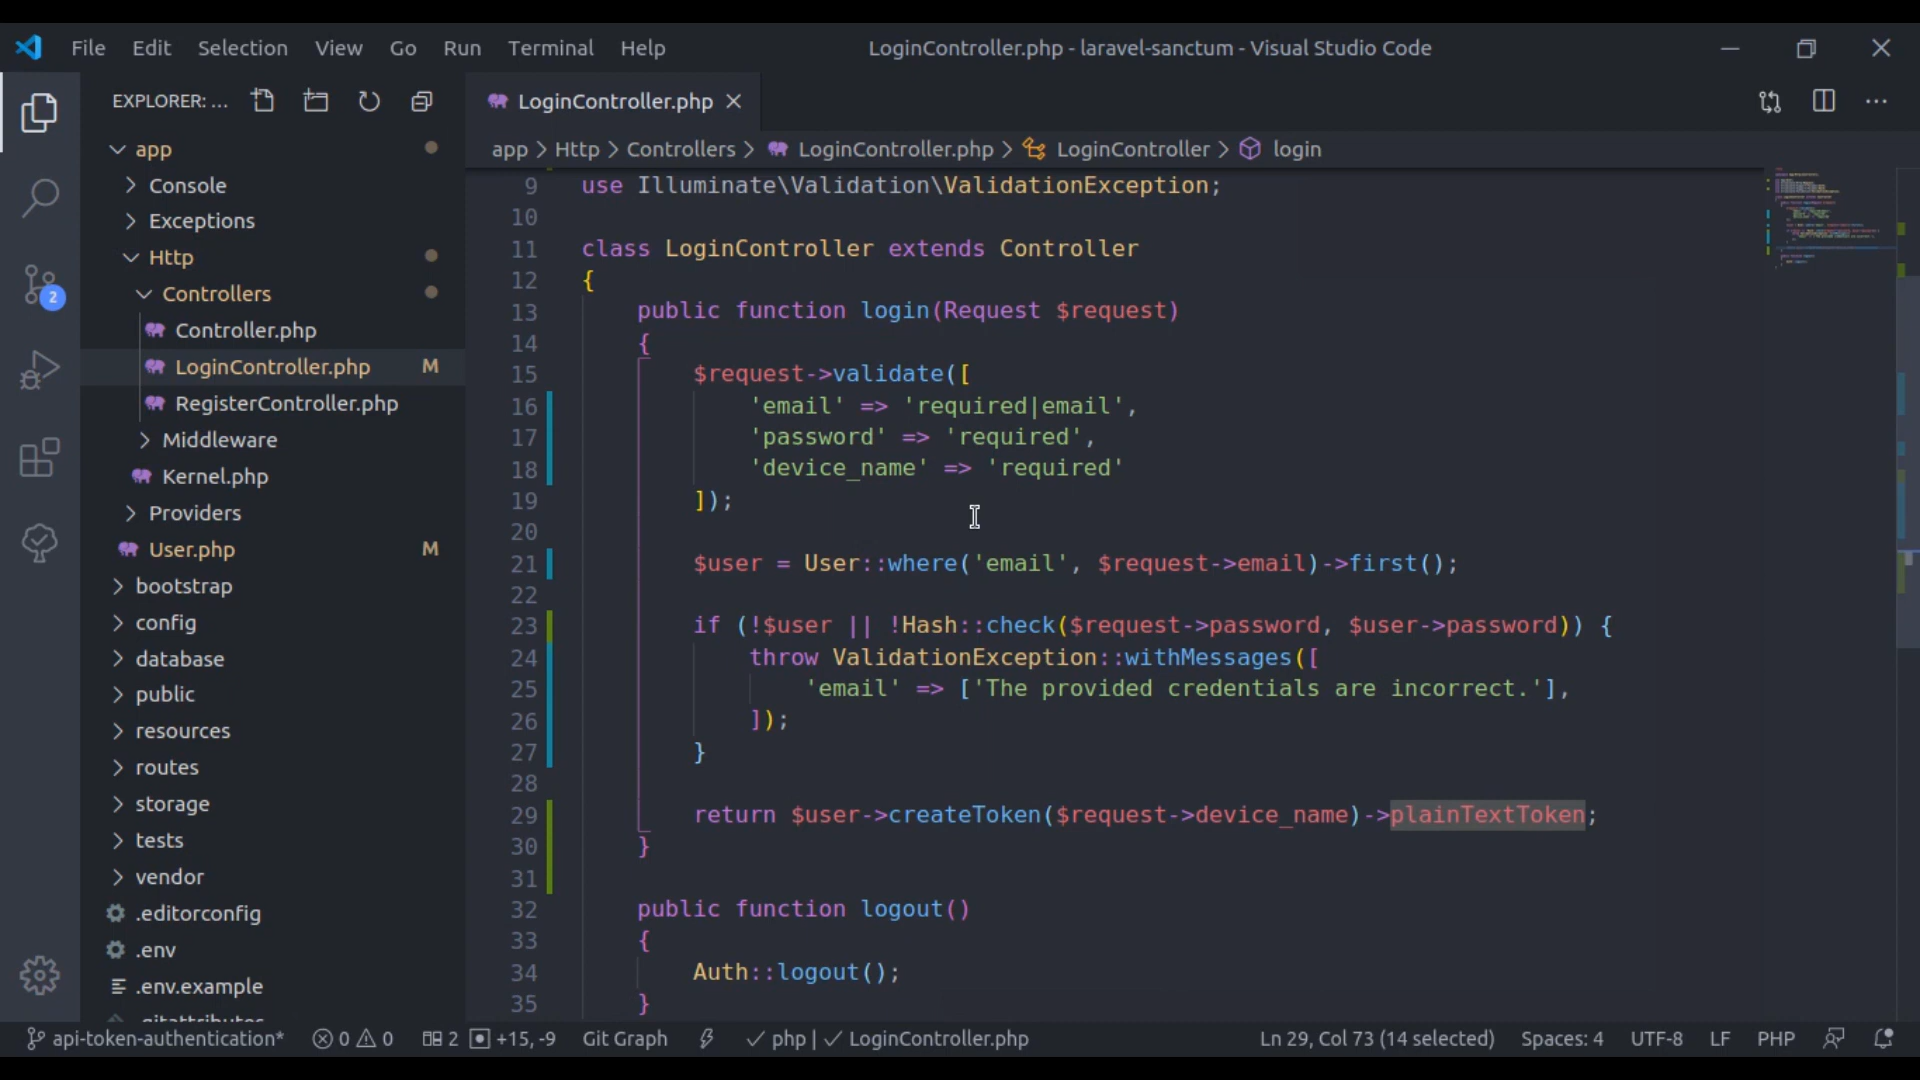 File Edit Selection View Go Run Terminal Help LoginController.php - laravel-sanctum - Visual Studio Code
EXPLORER: ...
app
Console
Exceptions
Http
Controllers
Controller.php
LoginController.php M
RegisterController.php
Middleware
Kernel.php
Providers
User.php M
bootstrap
config
database
public
resources
routes
storage
tests
vendor
.editorconfig
.env
.env.example
.gitattributes
2
LoginController.php
app > Http > Controllers > LoginController.php > LoginController > login
9 use Illuminate\Validation\ValidationException;
10
11 class LoginController extends Controller
12 {
13 public function login(Request $request)
14 {
15 $request->validate([
16 'email' => 'required|email',
17 'password' => 'required',
18 'device_name' => 'required'
19 ]);
20
21 $user = User::where('email', $request->email)->first();
22
23 if (!$user || !Hash::check($request->password, $user->password)) {
24 throw ValidationException::withMessages([
25 'email' => ['The provided credentials are incorrect.'],
26 ]);
27 }
28
29 return $user->createToken($request->device_name)->plainTextToken;
30 }
31
32 public function logout()
33 {
34 Auth::logout();
35 }
api-token-authentication* 0 0 2 +15, -9 Git Graph php | LoginController.php Ln 29, Col 73 (14 selected) Spaces: 4 UTF-8 LF PHP